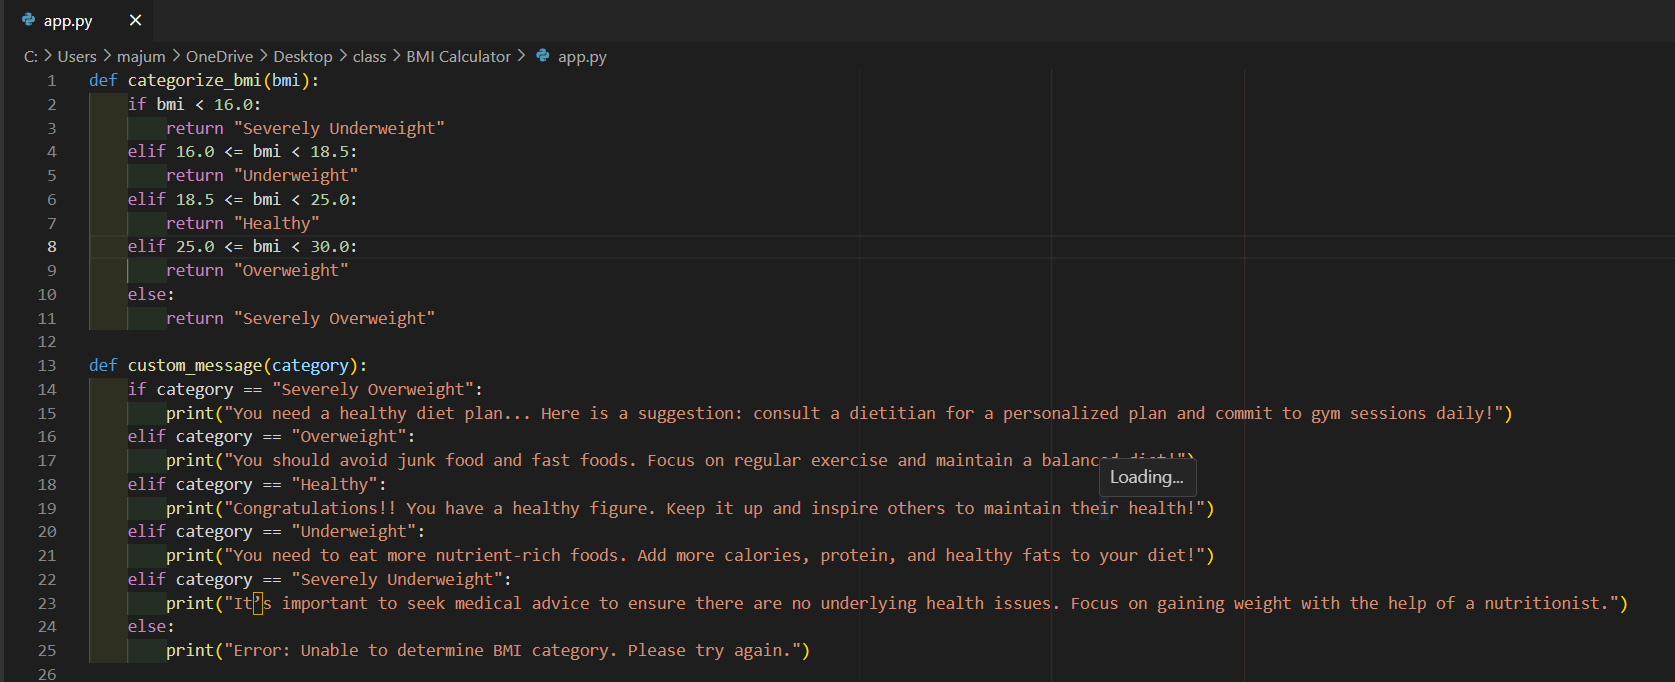 app.py ×
C: > Users > majum > OneDrive > Desktop > class > BMI Calculator > app.py
1 def categorize_bmi(bmi):
2     if bmi < 16.0:
3         return "Severely Underweight"
4     elif 16.0 <= bmi < 18.5:
5         return "Underweight"
6     elif 18.5 <= bmi < 25.0:
7         return "Healthy"
8     elif 25.0 <= bmi < 30.0:
9         return "Overweight"
10     else:
11         return "Severely Overweight"
12
13 def custom_message(category):
14     if category == "Severely Overweight":
15         print("You need a healthy diet plan... Here is a suggestion: consult a dietitian for a personalized plan and commit to gym sessions daily!")
16     elif category == "Overweight":
17         print("You should avoid junk food and fast foods. Focus on regular exercise and maintain a balanced diet!")
Loading...
18     elif category == "Healthy":
19         print("Congratulations!! You have a healthy figure. Keep it up and inspire others to maintain their health!")
20     elif category == "Underweight":
21         print("You need to eat more nutrient-rich foods. Add more calories, protein, and healthy fats to your diet!")
22     elif category == "Severely Underweight":
23         print("It’s important to seek medical advice to ensure there are no underlying health issues. Focus on gaining weight with the help of a nutritionist.")
24     else:
25         print("Error: Unable to determine BMI category. Please try again.")
26